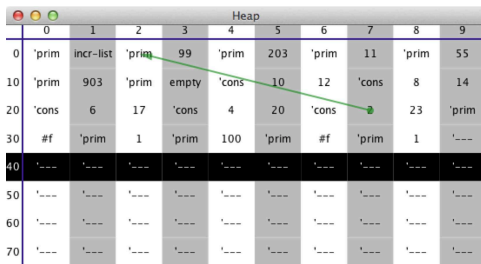 Heap
0 1 2 3 4 5 6 7 8 9
0 'prim incr-list 'prim 99 'prim 203 'prim 11 'prim 55
10 'prim 903 'prim empty 'cons 10 12 'cons 8 14
20 'cons 6 17 'cons 4 20 'cons 2 23 'prim
30 #f 'prim 1 'prim 100 'prim #f 'prim 1 '---
40 '--- '--- '--- '--- '--- '--- '--- '--- '--- '---
50 '--- '--- '--- '--- '--- '--- '--- '--- '--- '---
60 '--- '--- '--- '--- '--- '--- '--- '--- '--- '---
70 '--- '--- '--- '--- '--- '--- '--- '--- '--- '---